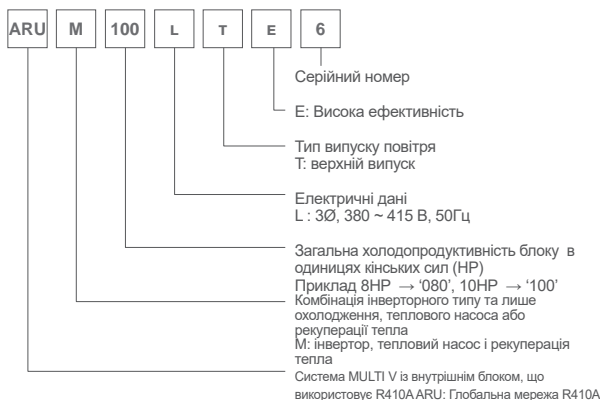 ARU M 100 L T E 6
Серійний номер
E: Висока ефективність
Тип випуску повітря
T: верхній випуск
Електричні дані
L : 3Ø, 380 ~ 415 В, 50Гц
Загальна холодопродуктивність блоку в
одиницях кінських сил (HP)
Приклад 8HP → ‘080’, 10HP → ‘100’
Комбінація інверторного типу та лише
охолодження, теплового насоса або
рекуперації тепла
M: інвертор, тепловий насос і рекуперація
тепла
Система MULTI V із внутрішнім блоком, що
використовує R410A ARU: Глобальна мережа R410A